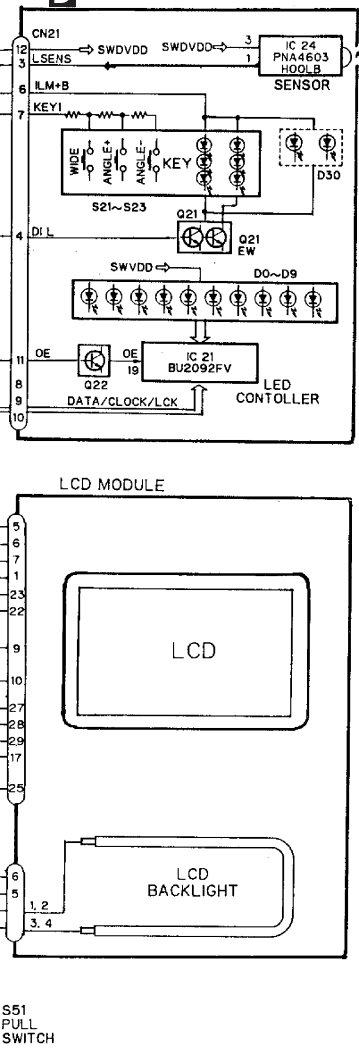 CN21
12 SWDVDD SWDVDD 3
3 LSENS 1
IC 24
PNA4603
HOOLB
SENSOR
6 ILM+B
7 KEY1
WIDE
ANGLE+
ANGLE-
KEY
S21~S23
D30
Q21
4 DIL
Q21
EW
SWVDD
D0~D9
11 OE
OE
19
Q22
IC 21
BU2092FV
LED
CONTOLLER
8
9 DATA/CLOCK/LCK
10
LCD MODULE
5
6
7
1
23
22
9
10
27
28
29
17
25
LCD
6
5
1, 2
3, 4
LCD
BACKLIGHT
S51
PULL
SWITCH